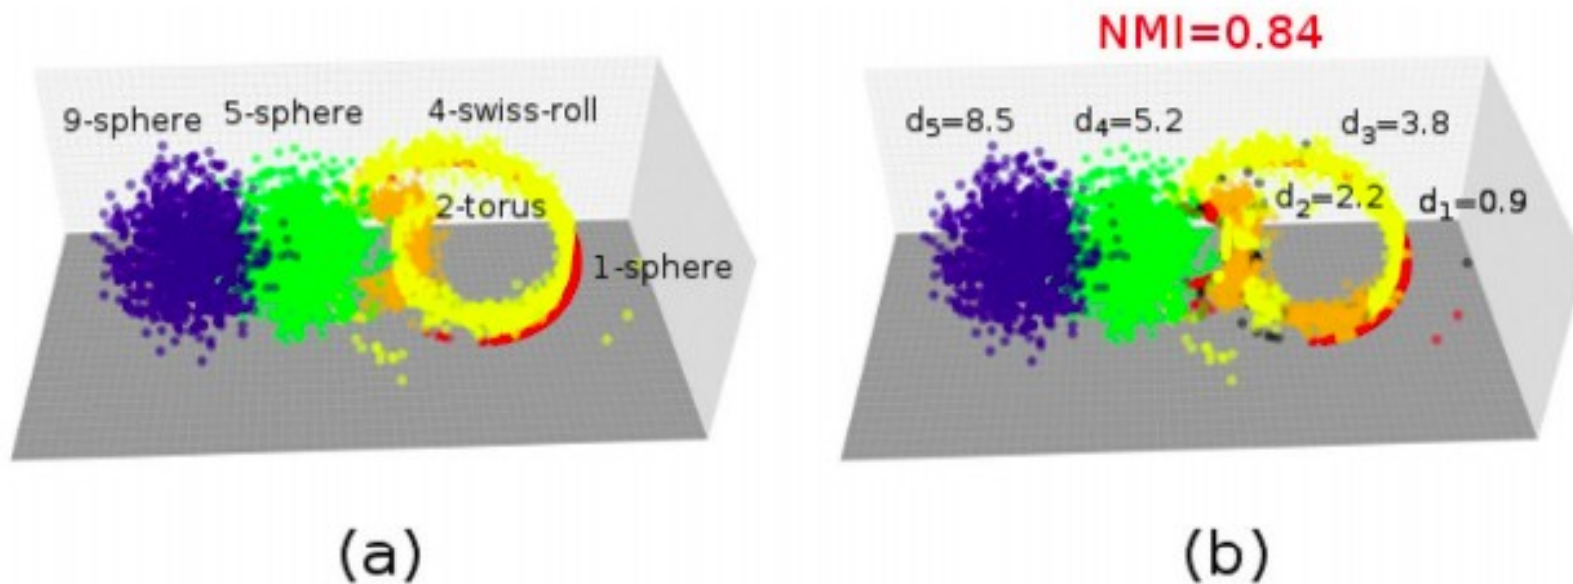 NMI=0.84
9-sphere 5-sphere 4-swiss-roll
2-torus
1-sphere
d₅=8.5 d₄=5.2 d₃=3.8
d₂=2.2 d₁=0.9
(a) (b)